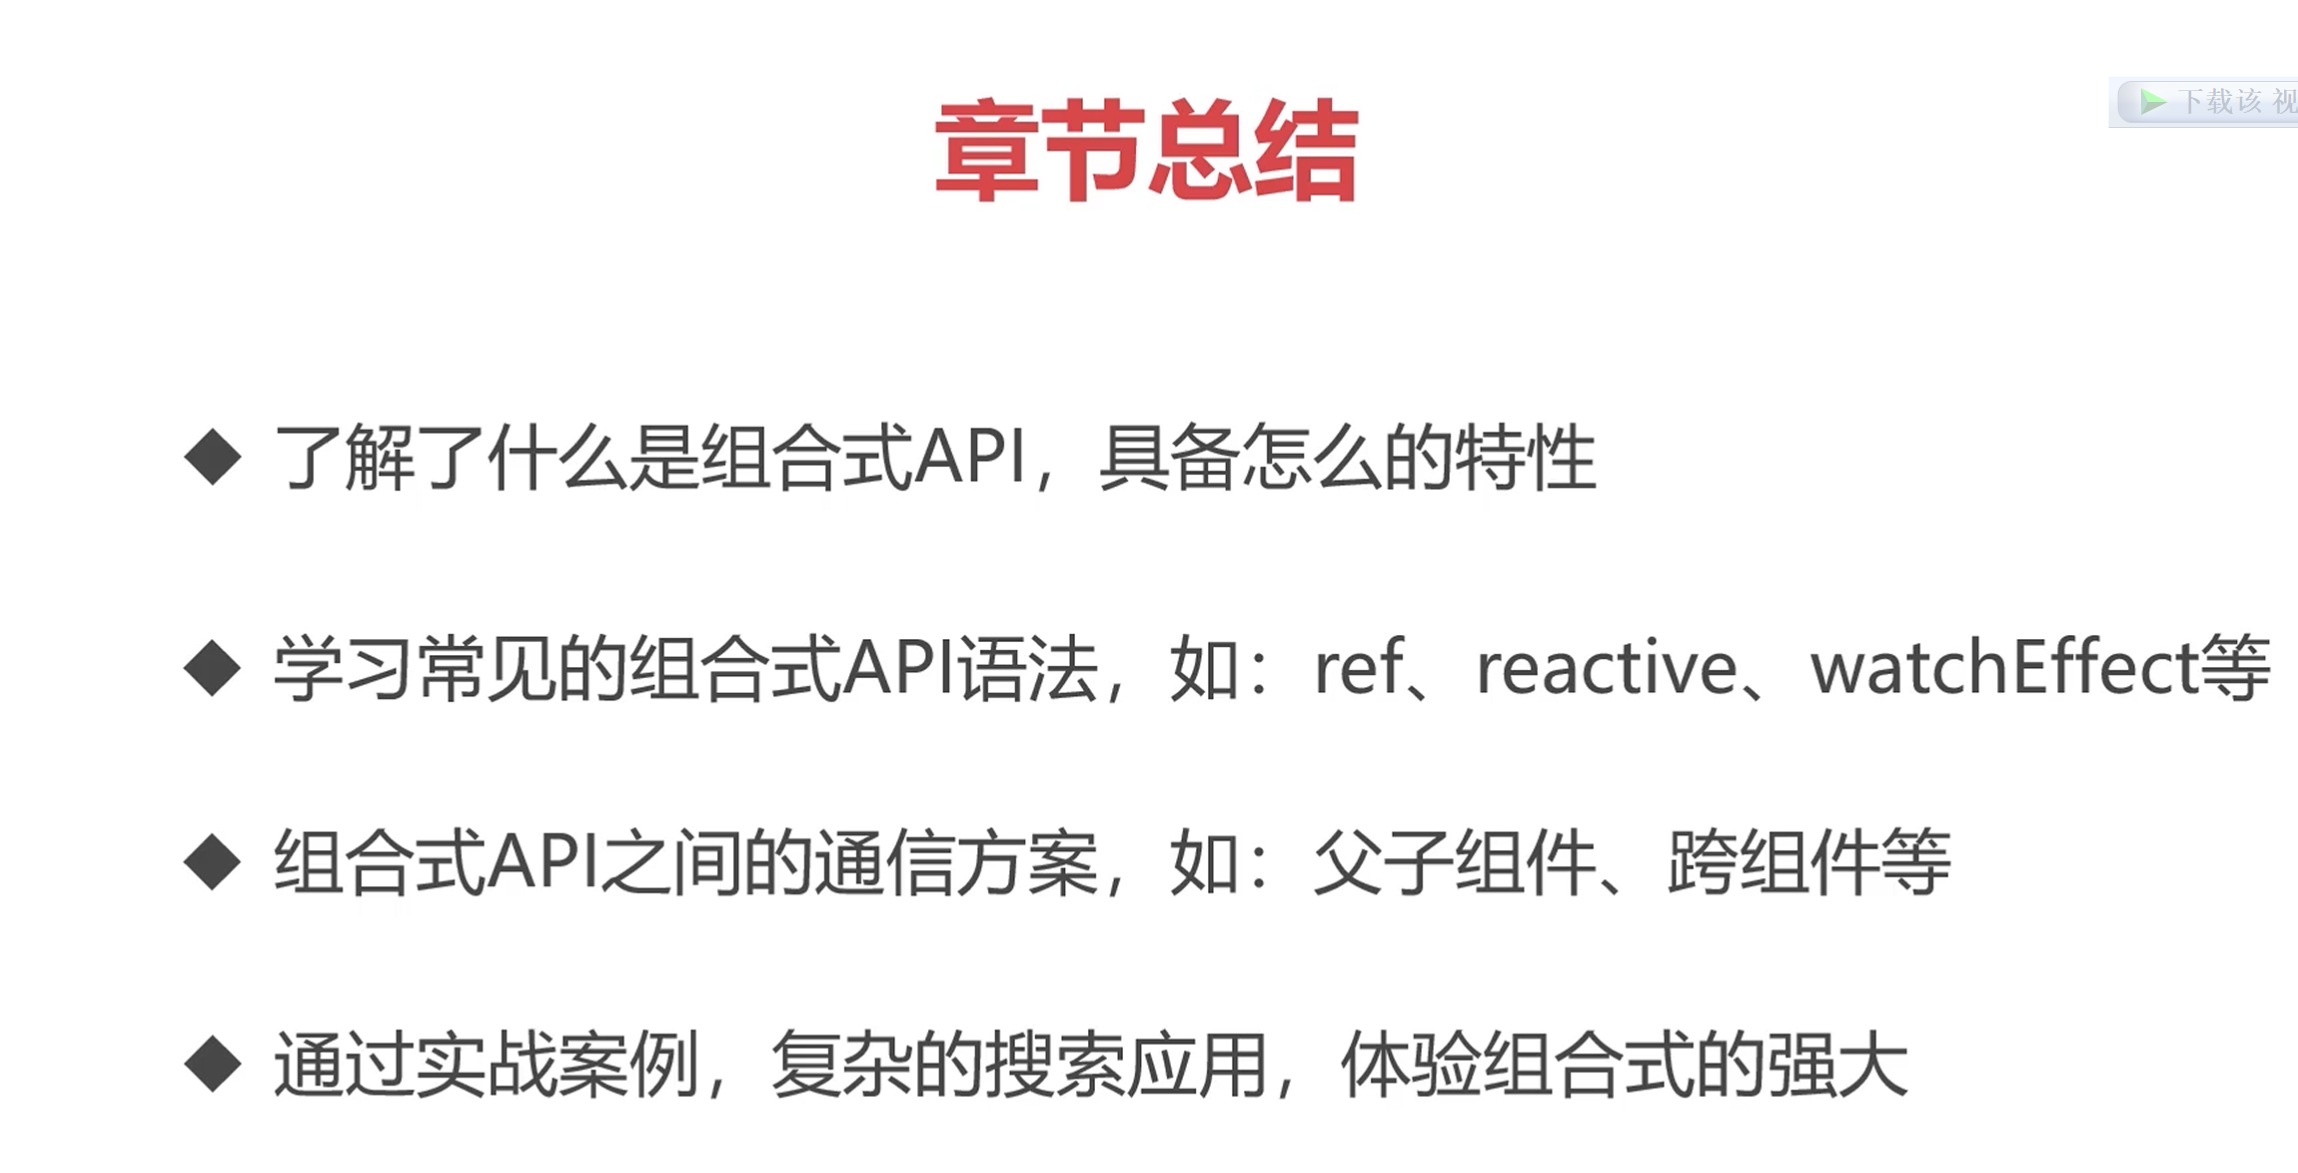 章节总结
下载该 视
◆ 了解了什么是组合式API，具备怎么的特性
◆ 学习常见的组合式API语法，如：ref、reactive、watchEffect等
◆ 组合式API之间的通信方案，如：父子组件、跨组件等
◆ 通过实战案例，复杂的搜索应用，体验组合式的强大